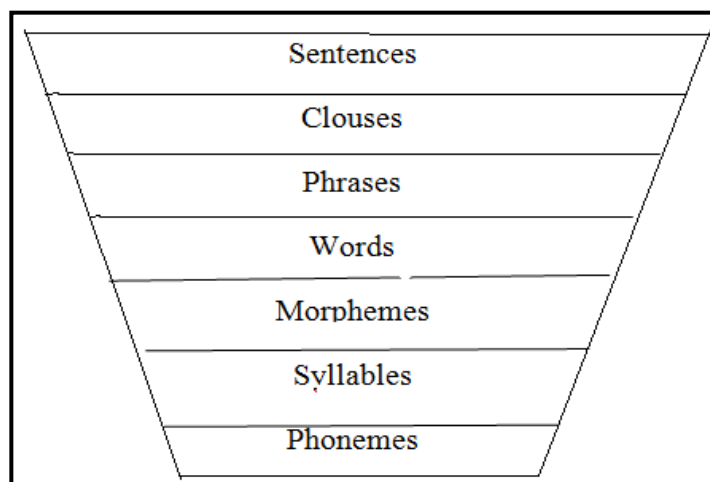 Sentences
Clouses
Phrases
Words
Morphemes
Syllables
Phonemes